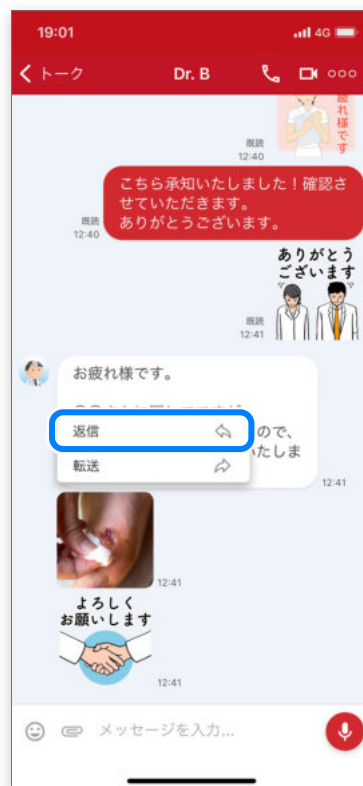 19:01
4G
トーク
Dr. B
疲れ様です
既読
12:40
こちら承知いたしました！確認さ
せていただきます。
ありがとうございます。
既読
12:40
ありがとう
ございます
既読
12:41
お疲れ様です。
返信
ので、
転送
いたしま
12:41
12:41
よろしく
お願いします
12:41
メッセージを入力...